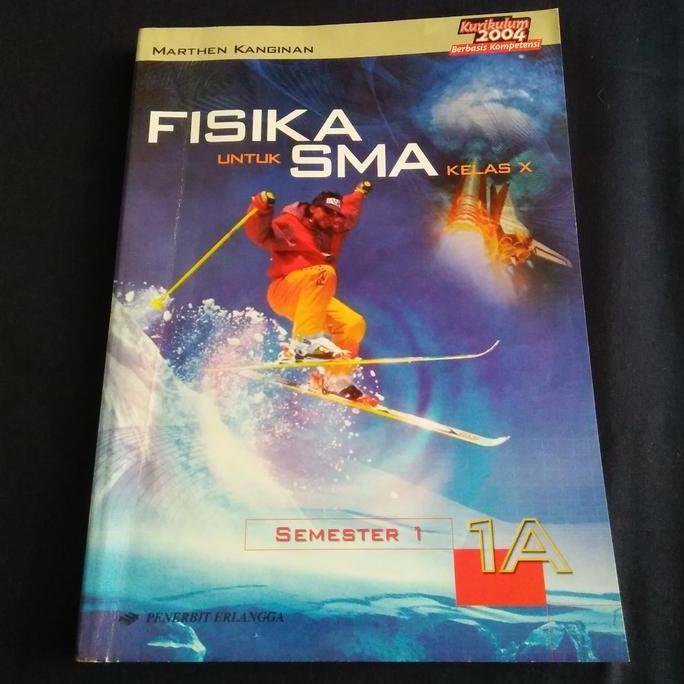 MARTHEN KANGINAN
Kurikulum
2004
Berbasis Kompetensi
FISIKA
UNTUK SMA KELAS X
SEMESTER 1
1A
PENERBIT ERLANGGA